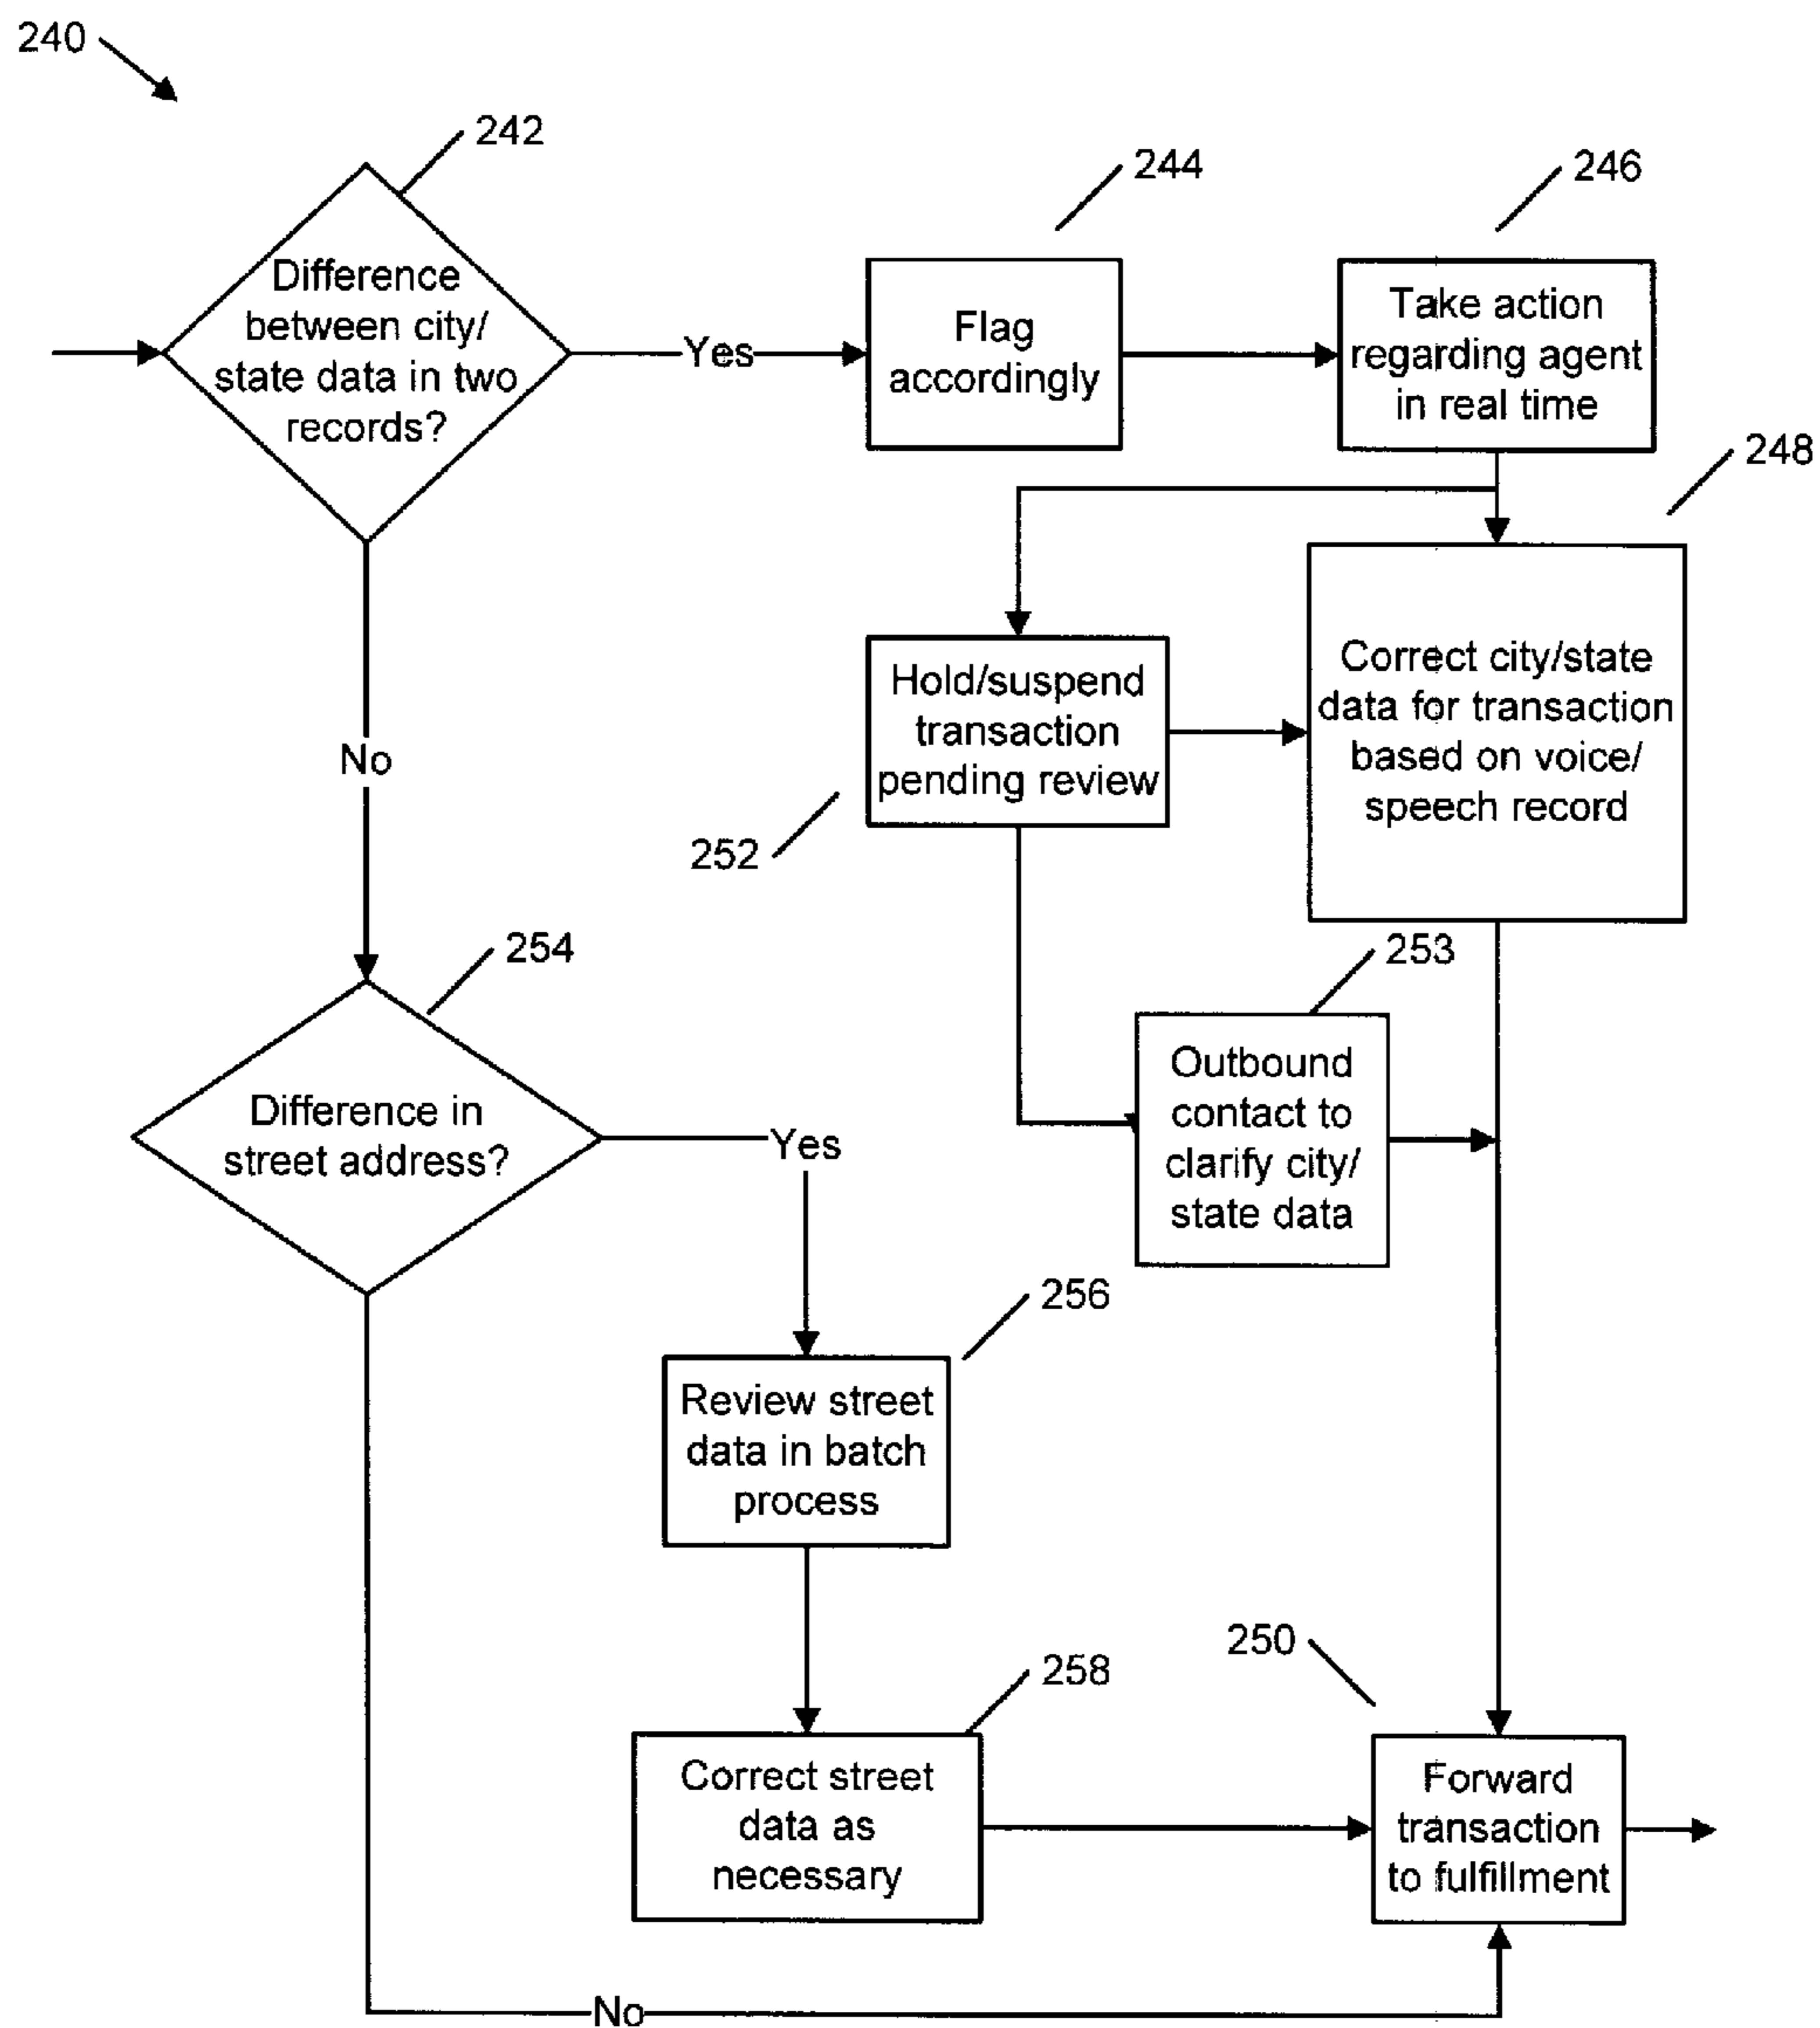 240
242
Difference
between city/
state data in two
records?
Yes
244
Flag
accordingly
246
Take action
regarding agent
in real time
248
Correct city/state
data for transaction
based on voice/
speech record
Hold/suspend
transaction
pending review
252
No
253
Outbound
contact to
clarify city/
state data
254
Difference in
street address?
Yes
256
Review street
data in batch
process
258
Correct street
data as
necessary
250
Forward
transaction
to fulfillment
No